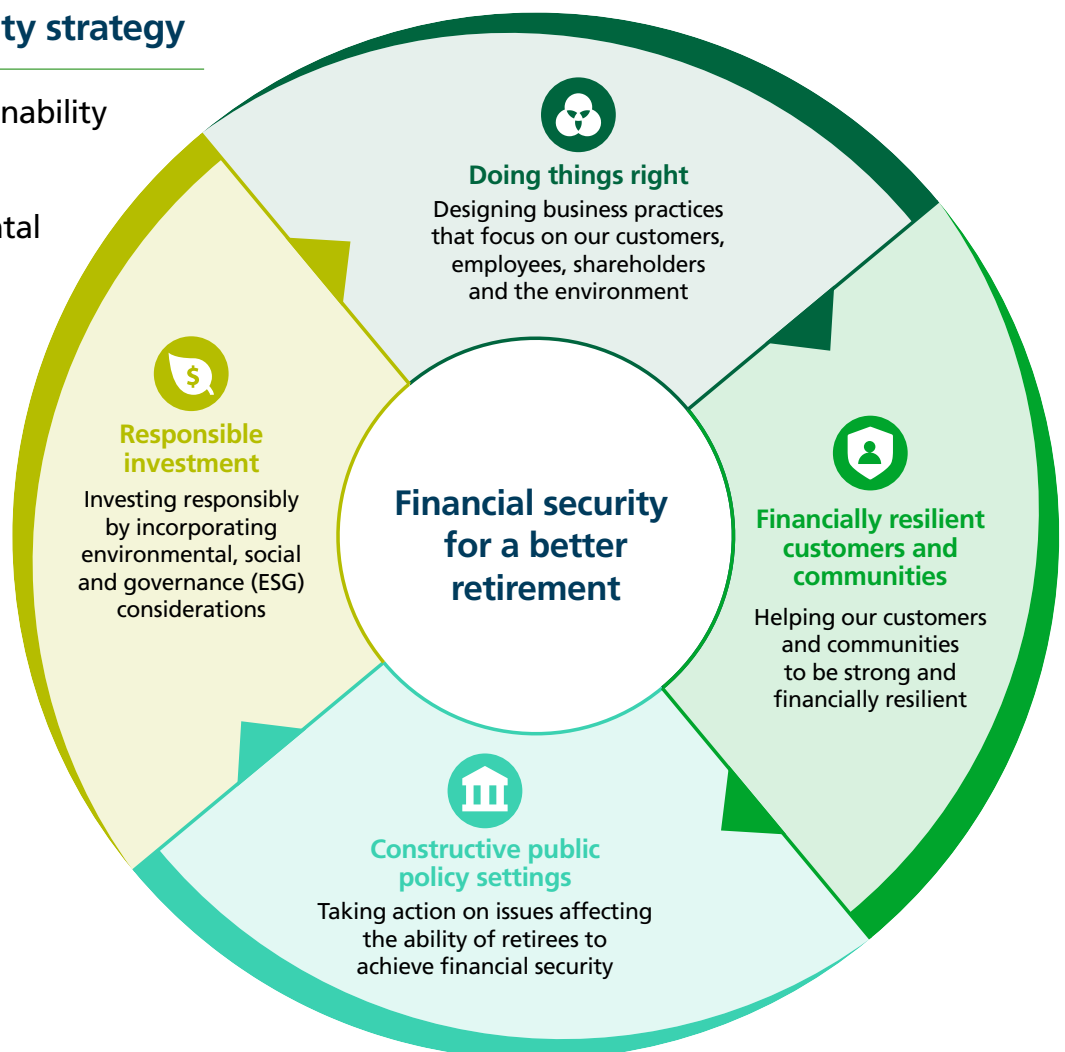 ty strategy
nability
tal
Doing things right
Designing business practices
that focus on our customers,
employees, shareholders
and the environment
Responsible
investment
Investing responsibly
by incorporating
environmental, social
and governance (ESG)
considerations
$
Financial security
for a better
retirement
Financially resilient
customers and
communities
Helping our customers
and communities
to be strong and
financially resilient
Constructive public
policy settings
Taking action on issues affecting
the ability of retirees to
achieve financial security